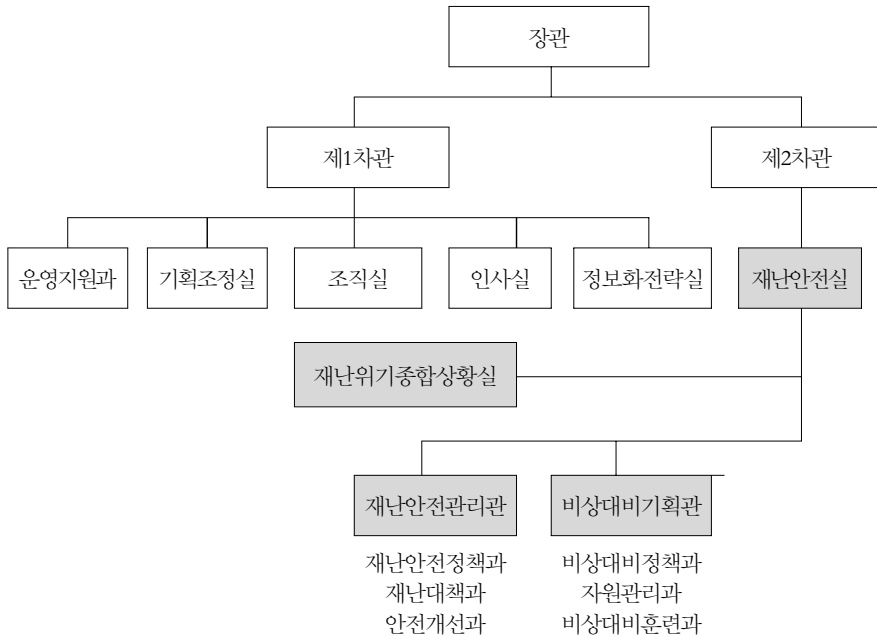 장관
제1차관
제2차관
운영지원과
기획조정실
조직실
인사실
정보화전략실
재난안전실
재난위기종합상황실
재난안전관리관
비상대비기획관
재난안전정책과
재난대책과
안전개선과
비상대비정책과
자원관리과
비상대비훈련과